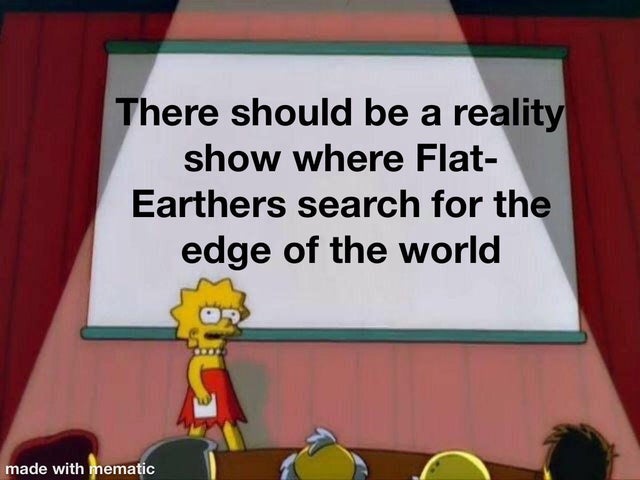 There should be a reality
show where Flat-
Earthers search for the
edge of the world
made with mematic